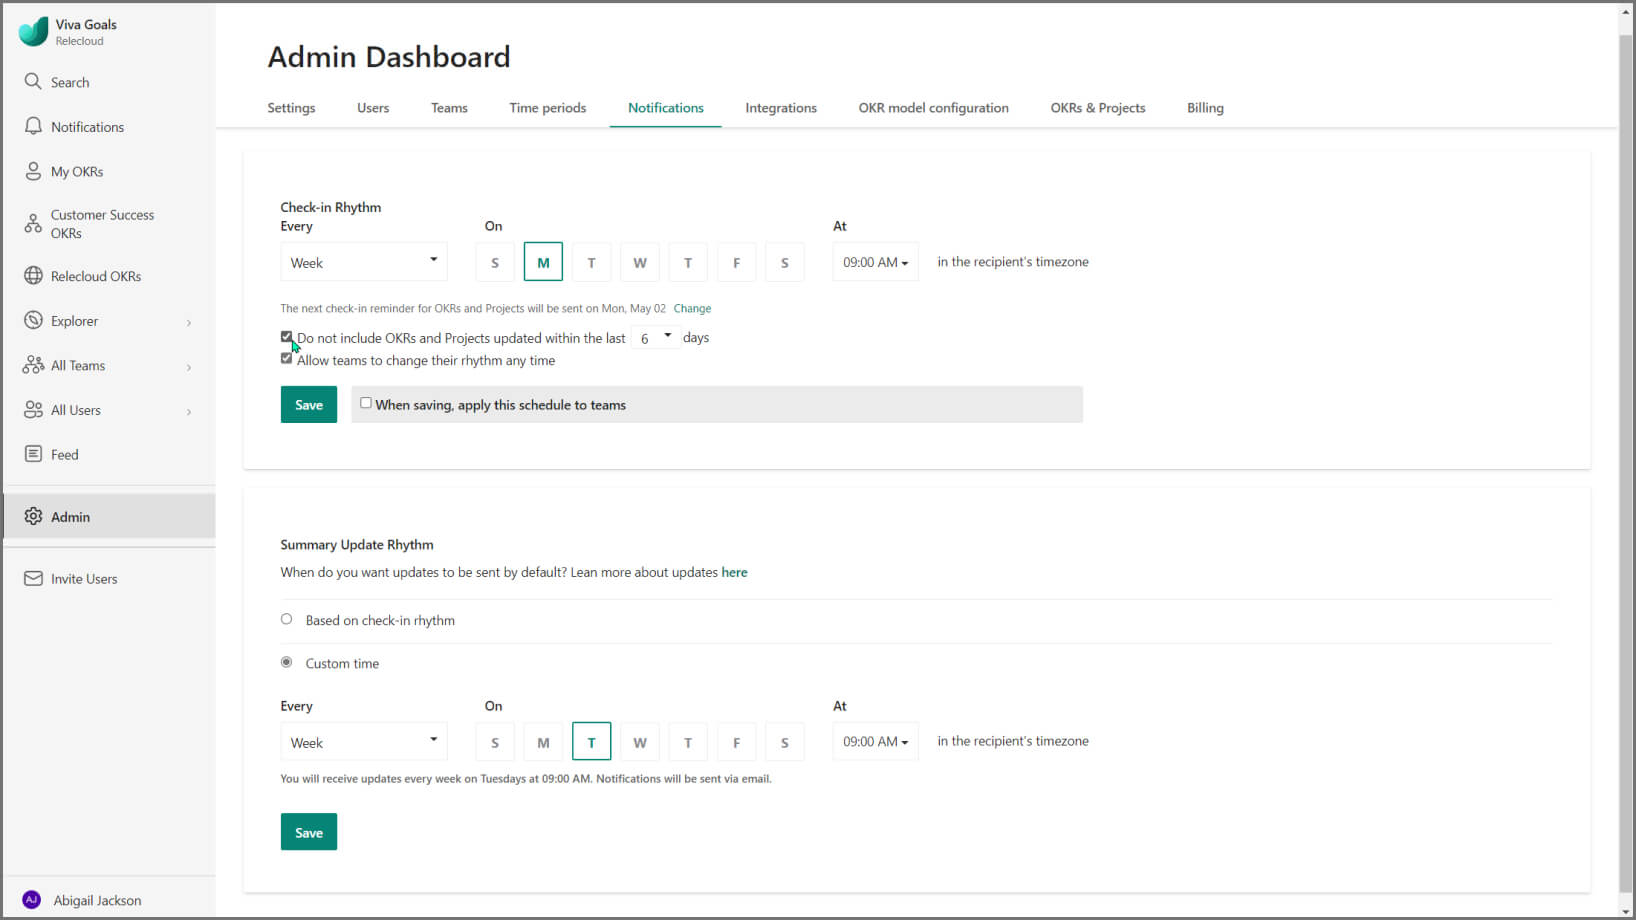 Viva Goals
Relecloud
Search
Notifications
My OKRs
Customer Success
OKRs
Relecloud OKRs
Explorer
All Teams
All Users
Feed
Admin
Invite Users
AJ Abigail Jackson
Admin Dashboard
Settings Users Teams Time periods Notifications Integrations OKR model configuration OKRs & Projects Billing
Check-in Rhythm
Every On At
Week S M T W T F S 09:00 AM in the recipient's timezone
The next check-in reminder for OKRs and Projects will be sent on Mon, May 02 Change
Do not include OKRs and Projects updated within the last 6 days
Allow teams to change their rhythm any time
Save When saving, apply this schedule to teams
Summary Update Rhythm
When do you want updates to be sent by default? Lean more about updates here
Based on check-in rhythm
Custom time
Every On At
Week S M T W T F S 09:00 AM in the recipient's timezone
You will receive updates every week on Tuesdays at 09:00 AM. Notifications will be sent via email.
Save